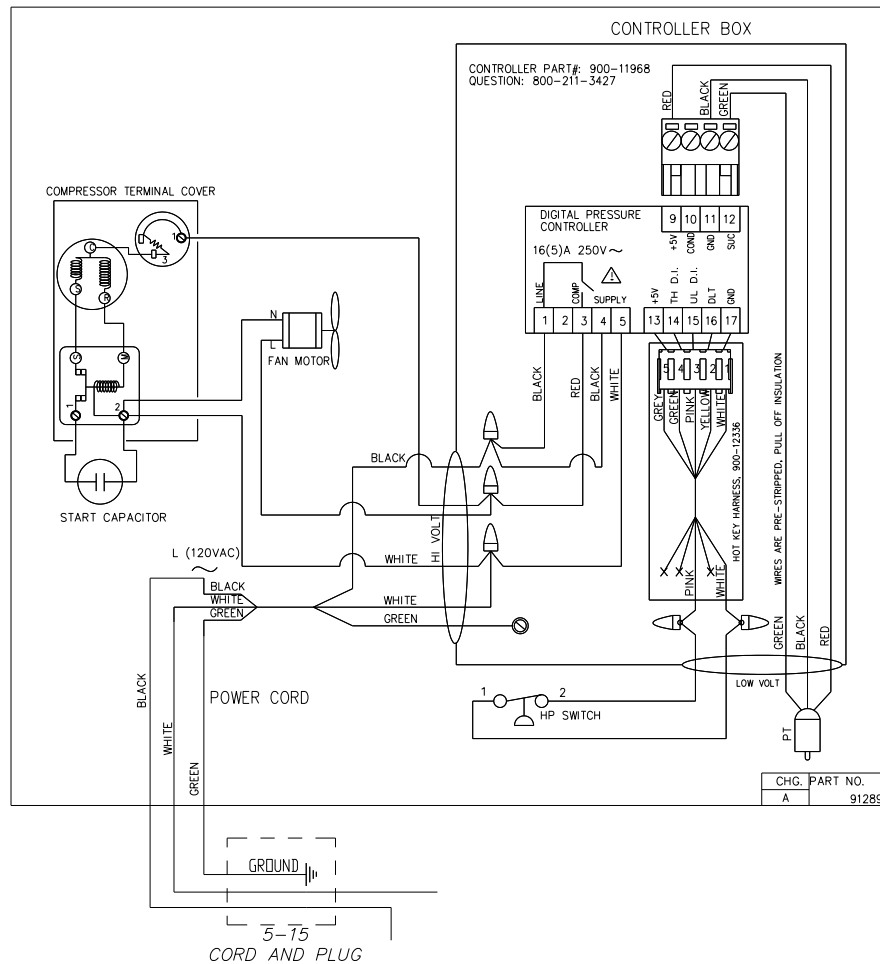 CONTROLLER BOX
CONTROLLER PART#: 900-11968
QUESTION: 800-211-3427
RED
BLACK
GREEN
COMPRESSOR TERMINAL COVER
1
3
C
S
R
S
M
1
2
START CAPACITOR
N
L
FAN MOTOR
DIGITAL PRESSURE
CONTROLLER
16(5)A 250V~
9 10 11 12
+5V
COND
GND
SUC
LINE
COMP
SUPPLY
1 2 3 4 5
+5V
TH D.I.
UL D.I.
DLT
GND
13 14 15 16 17
5 4 3 2 1
BLACK
RED
BLACK
WHITE
GREY
GREEN
PINK
YELLOW
WHITE
HOT KEY HARNESS, 900-12336
WIRES ARE PRE-STRIPPED, PULL OFF INSULATION
BLACK
HI VOLT
WHITE
L (120VAC)
BLACK
WHITE
GREEN
WHITE
GREEN
PINK
WHITE
GREEN
BLACK
RED
LOW VOLT
1
2
HP SWITCH
PT
BLACK
WHITE
GREEN
POWER CORD
CHG. PART NO.
A 91289
GROUND
5-15
CORD AND PLUG